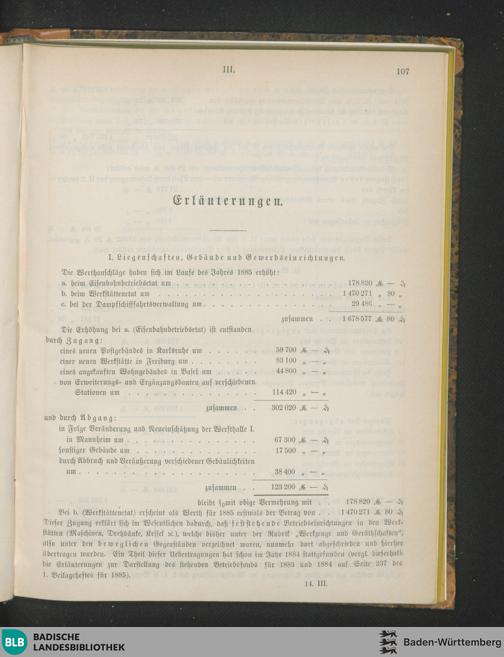 III.
107
Erläuterungen.
I. Liegenschaften, Gebäude und Gewerbseinrichtungen.
Die Werthanschläge haben sich im Laufe des Jahres 1885 erhöht:
a. beim Eisenbahnbetriebsetat um . . . 178 820 ℳ — ₰
b. beim Werkstättenetat um . . . 1 470 271 „ 80 „
c. bei der Dampfschifffahrtsverwaltung um . . . 29 486 „ — „
zusammen . . 1 678 577 ℳ 80 ₰
Die Erhöhung bei a. (Eisenbahnbetriebsetat) ist entstanden
durch Zugang:
eines neuen Postgebäudes in Karlsruhe um . . . 59 700 ℳ — ₰
einer neuen Werkstätte in Freiburg um . . . 83 100 „ — „
eines angekauften Wohngebäudes in Basel um . . . 44 800 „ — „
von Erweiterungs- und Ergänzungsbauten auf verschiedenen
Stationen um . . . 114 420 „ — „
zusammen . . 302 020 ℳ — ₰
und durch Abgang:
in Folge Veränderung und Neueinschätzung der Werfthalle I.
in Mannheim um . . . 67 300 ℳ — ₰
sonstiger Gebäude um . . . 17 500 „ — „
durch Abbruch und Veräußerung verschiedener Gebäulichkeiten
um . . . 38 400 „ — „
zusammen . . 123 200 ℳ — ₰
bleibt somit obige Vermehrung mit . . 178 820 ℳ — ₰
Bei b. (Werkstättenetat) erscheint als Werth für 1885 erstmals der Betrag von . . 1 470 271 ℳ 80 ₰
Dieser Zugang erklärt sich im Wesentlichen dadurch, daß feststehende Betriebseinrichtungen in den Werk-
stätten (Maschinen, Drehbänke, Kessel ꝛc.), welche bisher unter der Rubrik „Werkzeuge und Geräthschaften“,
also unter den beweglichen Gegenständen verzeichnet waren, nunmehr dort abgeschrieben und hierher
übertragen wurden. Ein Theil dieser Uebertragungen hat schon im Jahre 1884 stattgefunden (vergl. dieserhalb
die Erläuterungen zur Darstellung des stehenden Betriebsfonds für 1883 und 1884 auf Seite 237 des
1. Beilagenheftes für 1885).
14. III.
BLB BADISCHE
LANDESBIBLIOTHEK
Baden-Württemberg